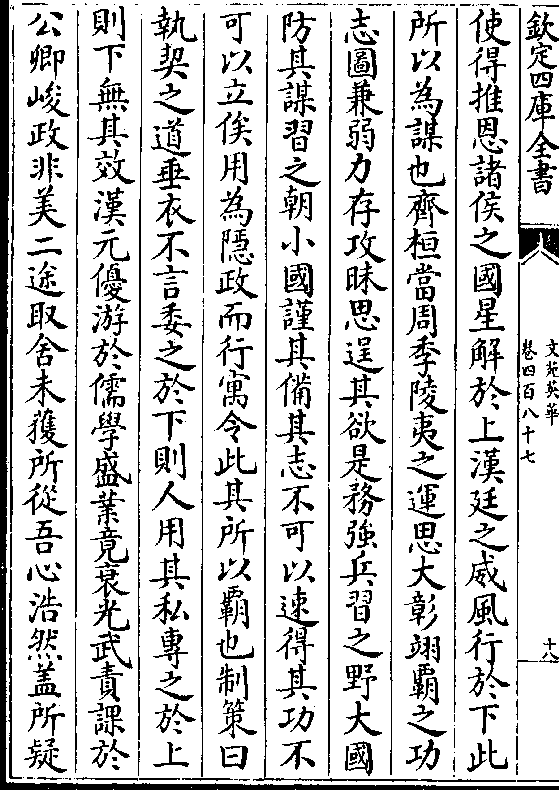 欽定四庫全書
文苑英華
卷四百八十七
十八
使得推恩諸侯之國星解於上漢廷之威風行於下此
所以為謀也齊桓當周季陵夷之運思大彰翊霸之功
志圖兼弱力存攻昧思逞其欲是務強兵習之野大國
防其謀習之朝小國謹其備其志不可以速得其功不
可以立俟用為隱政而行寓令此其所以霸也制策曰
執契之道垂衣不言委之於下則人用其私專之於上
則下無其效漢元優游於儒學盛業竟衰光武責課於
公卿峻政非美二途取舍未獲所從吾心浩然蓋所疑